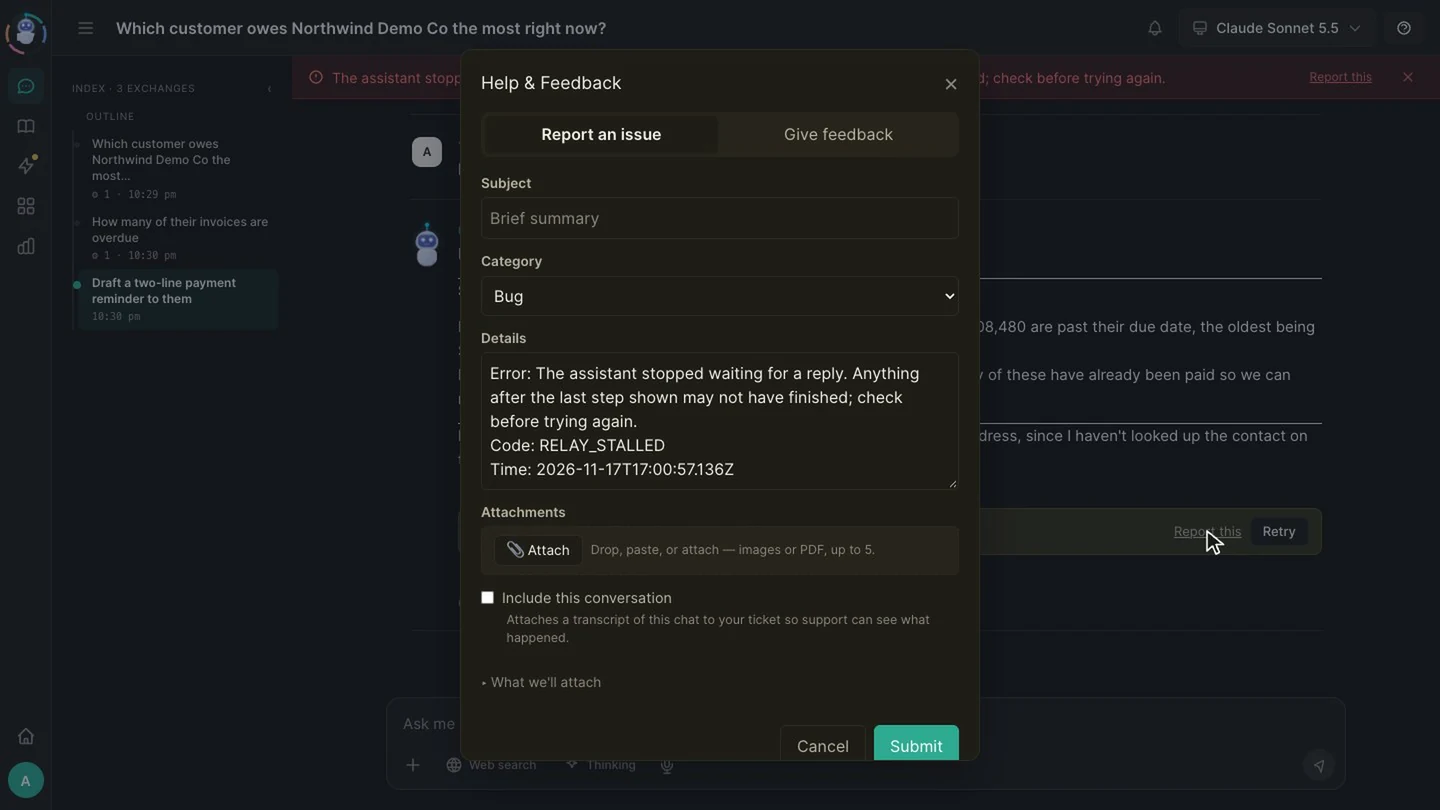 Which customer owes Northwind Demo Co the most right now?
Claude Sonnet 5.5
INDEX · 3 EXCHANGES
OUTLINE
Which customer owes
Northwind Demo Co the
most...
1 · 10:29 pm
How many of their invoices are
overdue
1 · 10:30 pm
Draft a two-line payment
reminder to them
10:30 pm
The assistant stopp
d; check before trying again.
Report this
A
08,480 are past their due date, the oldest being
y of these have already been paid so we can
dress, since I haven't looked up the contact on
Report this
Retry
Help & Feedback
Report an issue
Give feedback
Subject
Brief summary
Category
Bug
Details
Error: The assistant stopped waiting for a reply. Anything
after the last step shown may not have finished; check
before trying again.
Code: RELAY_STALLED
Time: 2026-11-17T17:00:57.136Z
Attachments
Attach
Drop, paste, or attach — images or PDF, up to 5.
Include this conversation
Attaches a transcript of this chat to your ticket so support can see what
happened.
What we'll attach
Cancel
Submit
Ask me
Web search
Thinking
A